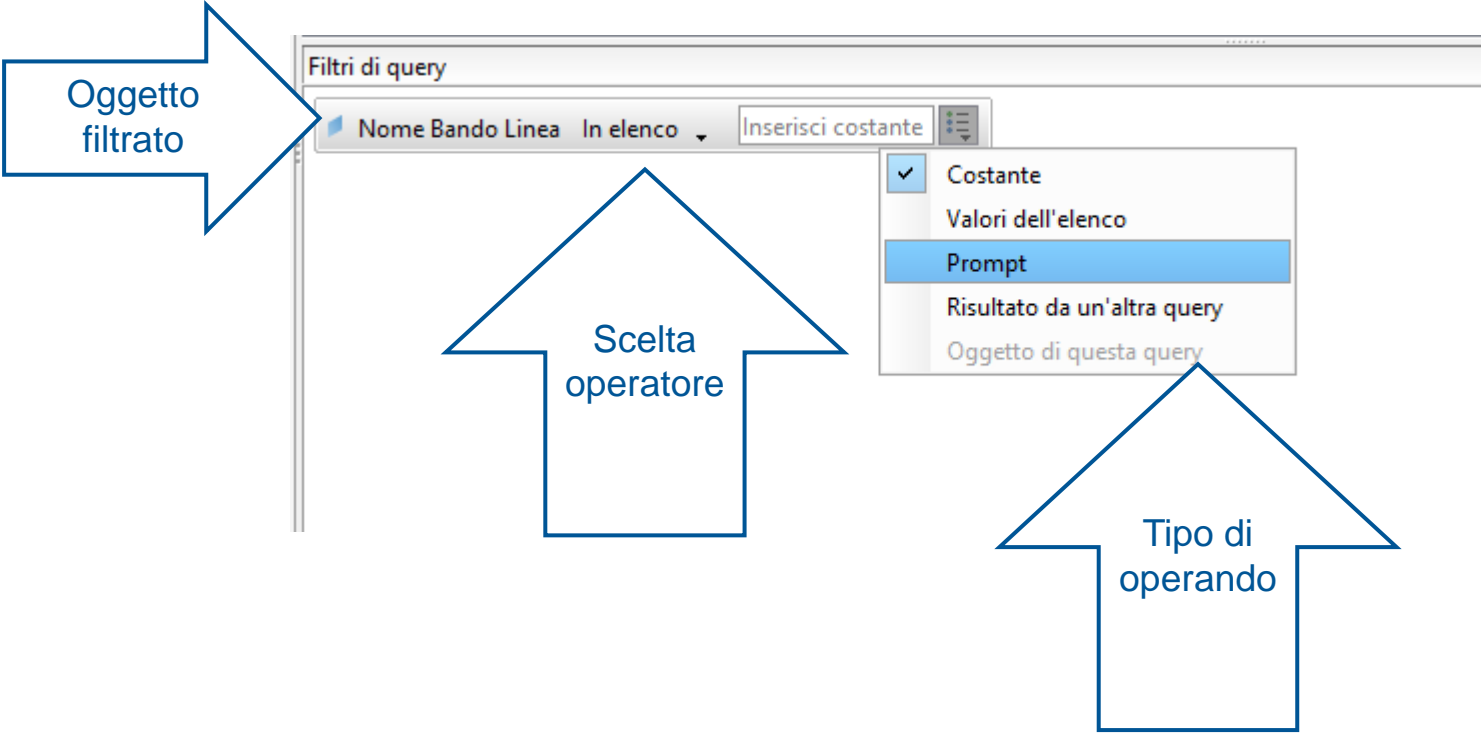 Filtri di query
Oggetto
filtrato
Nome Bando Linea In elenco Inserisci costante
Costante
Valori dell'elenco
Prompt
Risultato da un'altra query
Oggetto di questa query
Scelta
operatore
Tipo di
operando